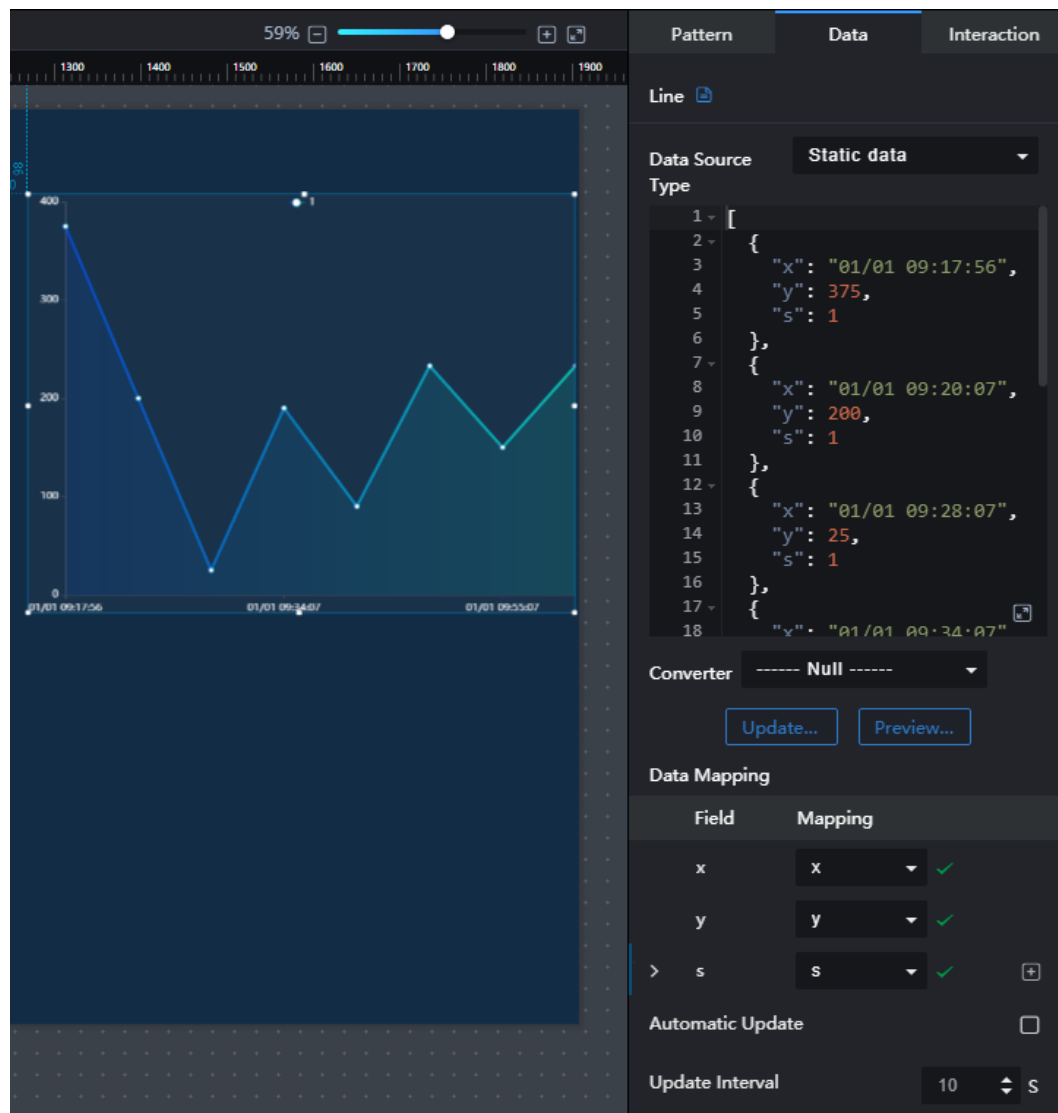 59%
Pattern Data Interaction
1300 1400 1500 1600 1700 1800 1900
Line
Data Source Type
Static data
98
400
1
300
200
100
0
01/01 09:17:56 01/01 09:34:07 01/01 09:55:07
1 [
2 {
3 "x": "01/01 09:17:56",
4 "y": 375,
5 "s": 1
6 },
7 {
8 "x": "01/01 09:20:07",
9 "y": 200,
10 "s": 1
11 },
12 {
13 "x": "01/01 09:28:07",
14 "y": 25,
15 "s": 1
16 },
17 {
18 "x": "01/01 09:34:07"
Converter ------ Null ------
Update... Preview...
Data Mapping
Field Mapping
x x
y y
s s
Automatic Update
Update Interval 10 S